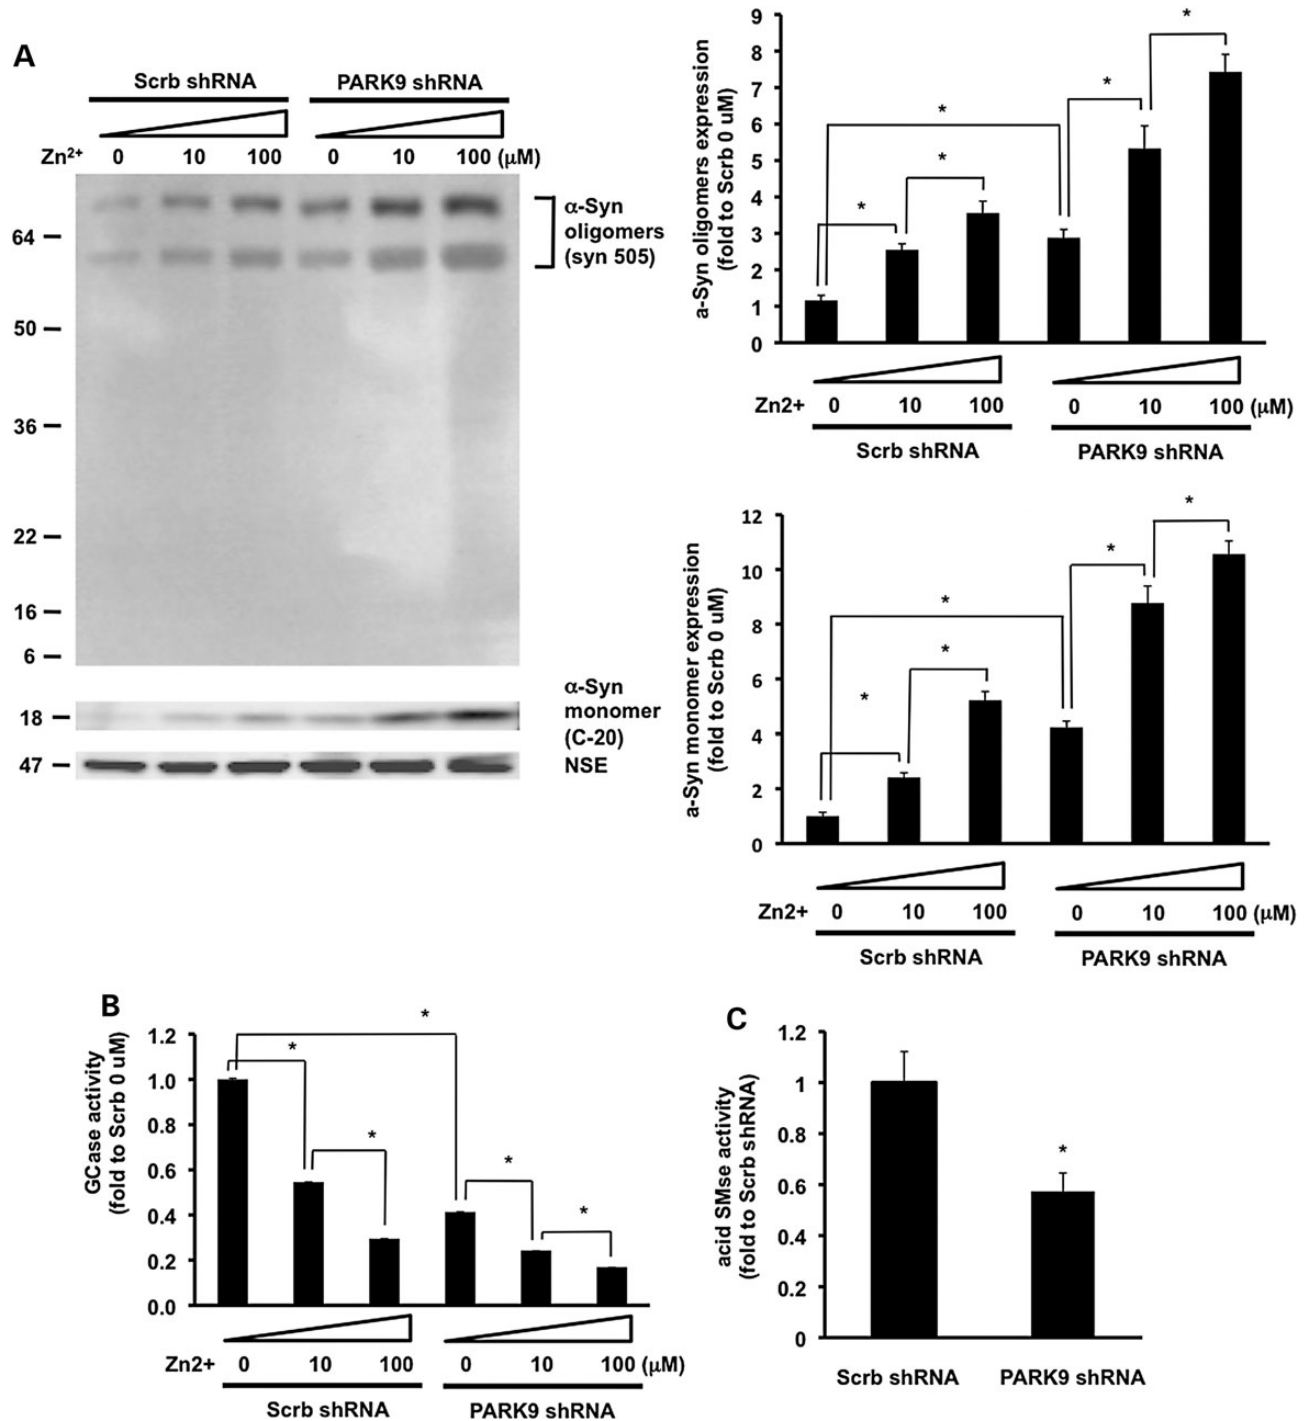 A
Scrb shRNA PARK9 shRNA
Zn2+ 0 10 100 0 10 100 (μM)
64
50
36
22
16
6
α-Syn
oligomers
(syn 505)
18
α-Syn
monomer
(C-20)
47
NSE
a-Syn oligomers expression
(fold to Scrb 0 uM)
9
8
7
6
5
4
3
2
1
0
* * * * *
Zn2+ 0 10 100 0 10 100 (μM)
Scrb shRNA PARK9 shRNA
a-Syn monomer expression
(fold to Scrb 0 uM)
12
10
8
6
4
2
0
* * * * *
Zn2+ 0 10 100 0 10 100 (μM)
Scrb shRNA PARK9 shRNA
B
GCase activity
(fold to Scrb 0 uM)
1.2
1.0
0.8
0.6
0.4
0.2
0.0
* * * * *
Zn2+ 0 10 100 0 10 100 (μM)
Scrb shRNA PARK9 shRNA
C
acid SMse activity
(fold to Scrb shRNA)
1.2
1
0.8
0.6
0.4
0.2
0
*
Scrb shRNA PARK9 shRNA